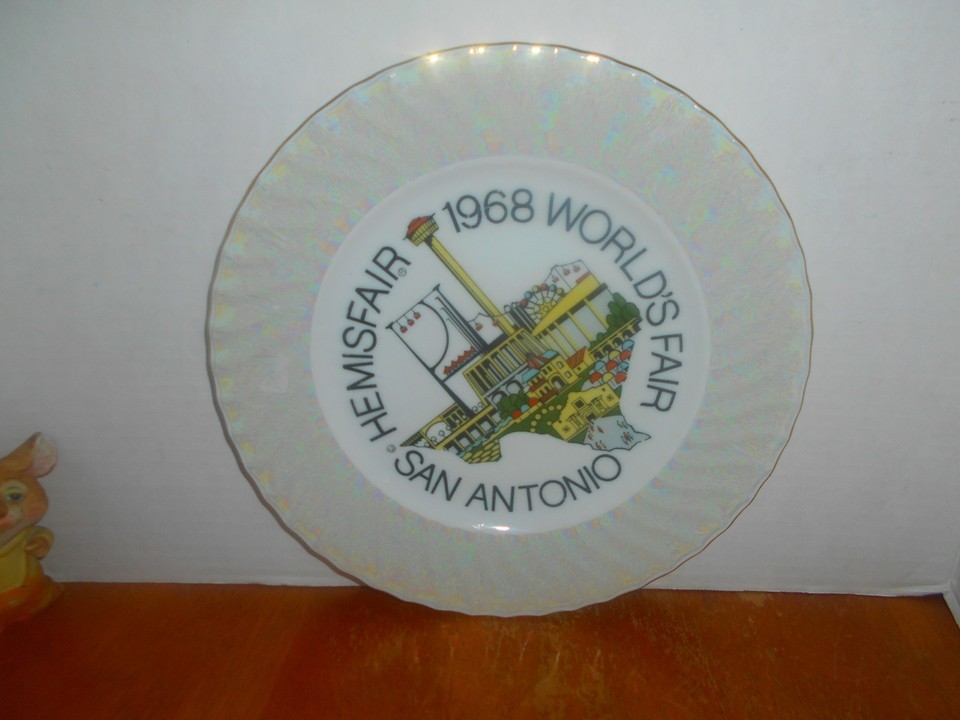 HEMISFAIR® 1968 WORLD'S FAIR
© SAN ANTONIO